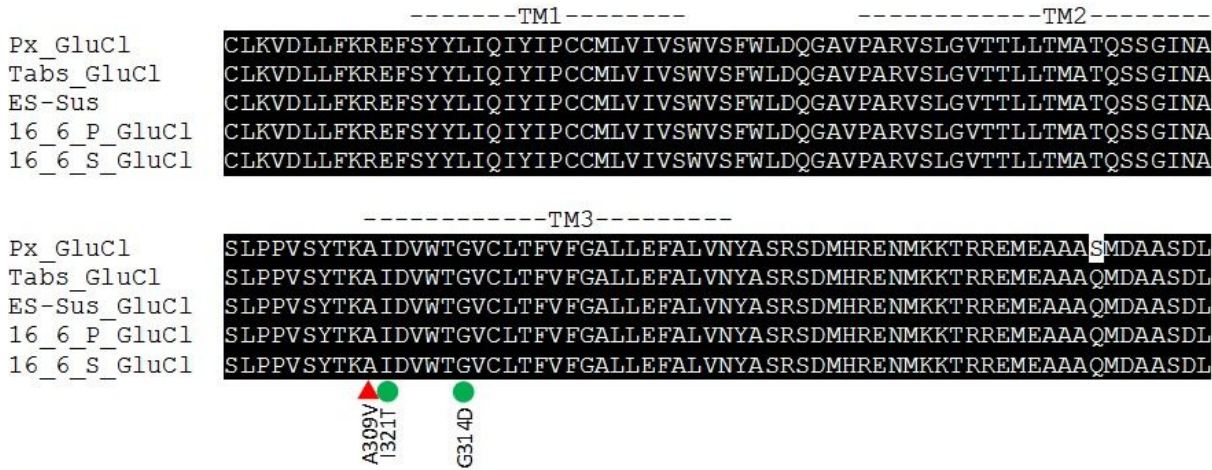 -------TM1-------- ------------TM2--------
Px_GluCl CLKVDLLFKREFSYYLIQIYIPCCMLVIVSWVSFWLDQGAVPARVSLGVTTLLTMATQSSGINA
Tabs_GluCl CLKVDLLFKREFSYYLIQIYIPCCMLVIVSWVSFWLDQGAVPARVSLGVTTLLTMATQSSGINA
ES-Sus CLKVDLLFKREFSYYLIQIYIPCCMLVIVSWVSFWLDQGAVPARVSLGVTTLLTMATQSSGINA
16_6_P_GluCl CLKVDLLFKREFSYYLIQIYIPCCMLVIVSWVSFWLDQGAVPARVSLGVTTLLTMATQSSGINA
16_6_S_GluCl CLKVDLLFKREFSYYLIQIYIPCCMLVIVSWVSFWLDQGAVPARVSLGVTTLLTMATQSSGINA
------------TM3---------
Px_GluCl SLPPVSYTKAIDVWTGVCLTFVFGALLEFALVNYASRSDMHRENMKKTRREMEAAASMDAASDL
Tabs_GluCl SLPPVSYTKAIDVWTGVCLTFVFGALLEFALVNYASRSDMHRENMKKTRREMEAAAQMDAASDL
ES-Sus_GluCl SLPPVSYTKAIDVWTGVCLTFVFGALLEFALVNYASRSDMHRENMKKTRREMEAAAQMDAASDL
16_6_P_GluCl SLPPVSYTKAIDVWTGVCLTFVFGALLEFALVNYASRSDMHRENMKKTRREMEAAAQMDAASDL
16_6_S_GluCl SLPPVSYTKAIDVWTGVCLTFVFGALLEFALVNYASRSDMHRENMKKTRREMEAAAQMDAASDL
A309V
I321T
G314D